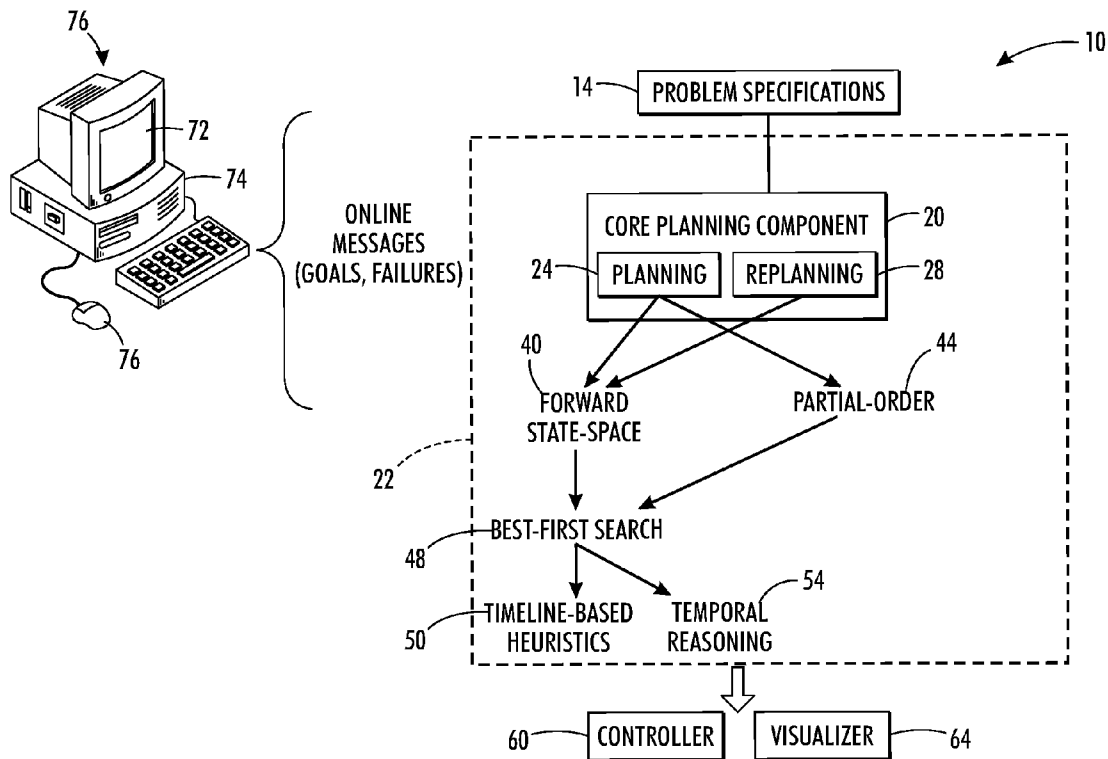 76
10
14
PROBLEM SPECIFICATIONS
72
74
ONLINE
MESSAGES
(GOALS, FAILURES)
CORE PLANNING COMPONENT
20
24
PLANNING
REPLANNING
28
76
40
44
FORWARD
STATE-SPACE
PARTIAL-ORDER
22
BEST-FIRST SEARCH
48
54
TIMELINE-BASED
HEURISTICS
50
TEMPORAL
REASONING
60
CONTROLLER
VISUALIZER
64